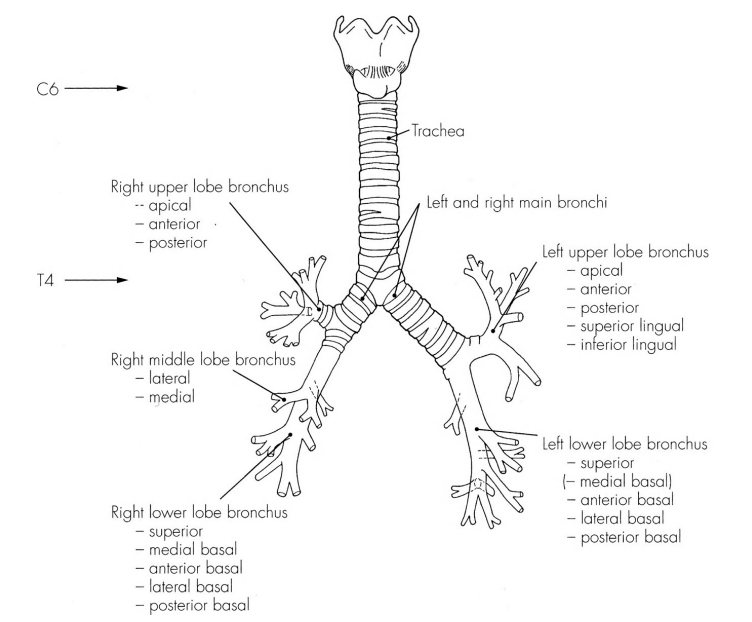 C6
Trachea
Right upper lobe bronchus
-- apical
– anterior
– posterior
Left and right main bronchi
Left upper lobe bronchus
– apical
– anterior
– posterior
– superior lingual
– inferior lingual
T4
Right middle lobe bronchus
– lateral
– medial
Left lower lobe bronchus
– superior
(– medial basal)
– anterior basal
– lateral basal
– posterior basal
Right lower lobe bronchus
– superior
– medial basal
– anterior basal
– lateral basal
– posterior basal